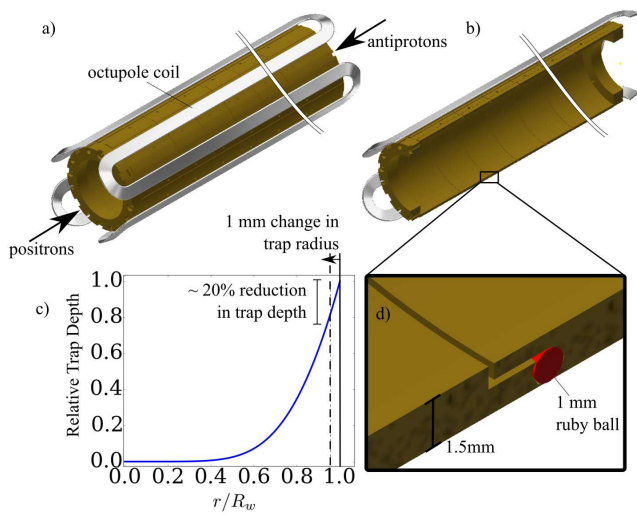 a)
antiprotons
octupole coil
positrons
b)
1 mm change in
trap radius
c)
~ 20% reduction
in trap depth
Relative Trap Depth
1.0
0.8
0.6
0.4
0.2
0.0
0.0 0.2 0.4 0.6 0.8 1.0
r/R_w
d)
1 mm
ruby ball
1.5mm